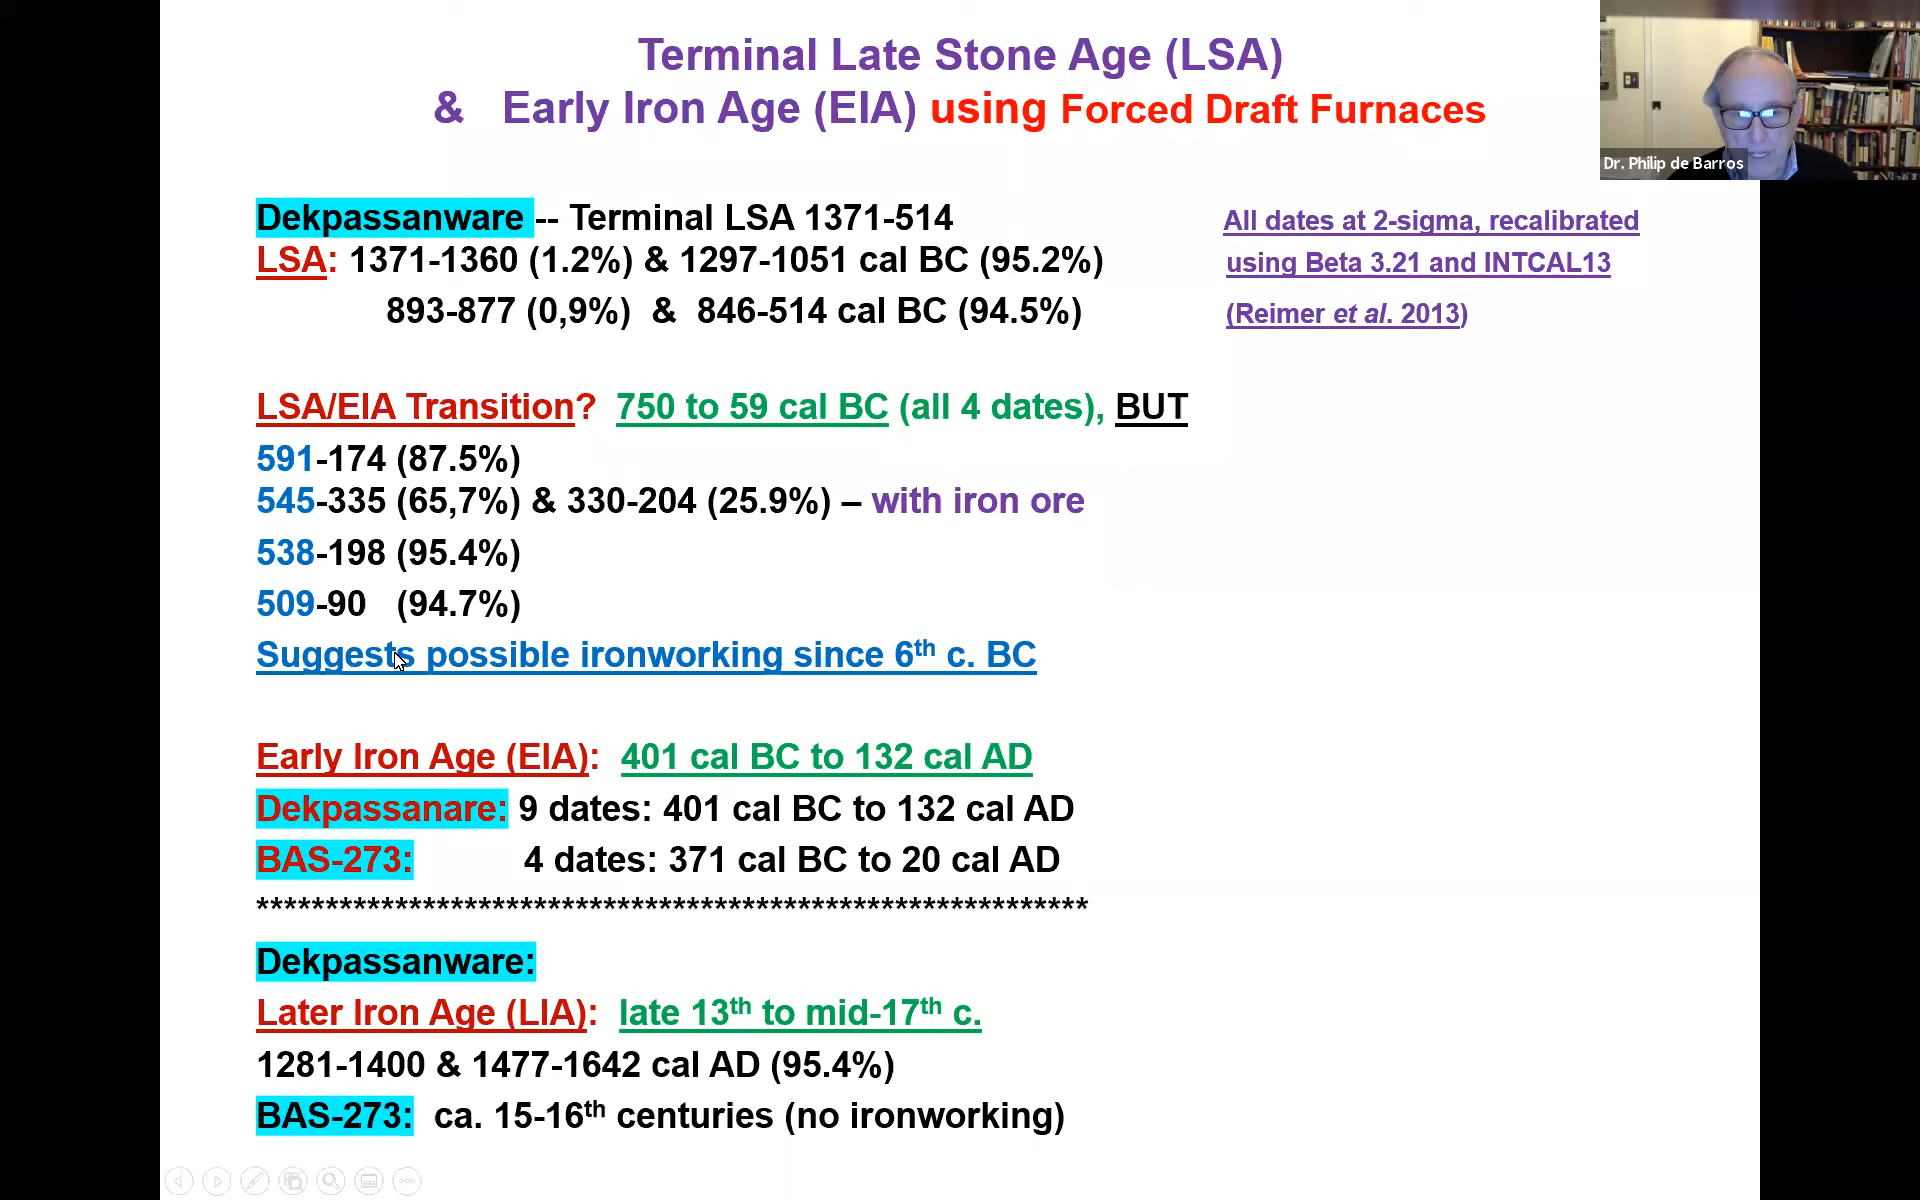 Terminal Late Stone Age (LSA)
& Early Iron Age (EIA) using Forced Draft Furnaces
Dr. Philip de Barros
Dekpassanware -- Terminal LSA 1371-514
LSA: 1371-1360 (1.2%) & 1297-1051 cal BC (95.2%)
893-877 (0,9%) & 846-514 cal BC (94.5%)
All dates at 2-sigma, recalibrated
using Beta 3.21 and INTCAL13
(Reimer et al. 2013)
LSA/EIA Transition? 750 to 59 cal BC (all 4 dates), BUT
591-174 (87.5%)
545-335 (65,7%) & 330-204 (25.9%) – with iron ore
538-198 (95.4%)
509-90 (94.7%)
Suggests possible ironworking since 6th c. BC
Early Iron Age (EIA): 401 cal BC to 132 cal AD
Dekpassanare: 9 dates: 401 cal BC to 132 cal AD
BAS-273: 4 dates: 371 cal BC to 20 cal AD
************************************************************
Dekpassanware:
Later Iron Age (LIA): late 13th to mid-17th c.
1281-1400 & 1477-1642 cal AD (95.4%)
BAS-273: ca. 15-16th centuries (no ironworking)